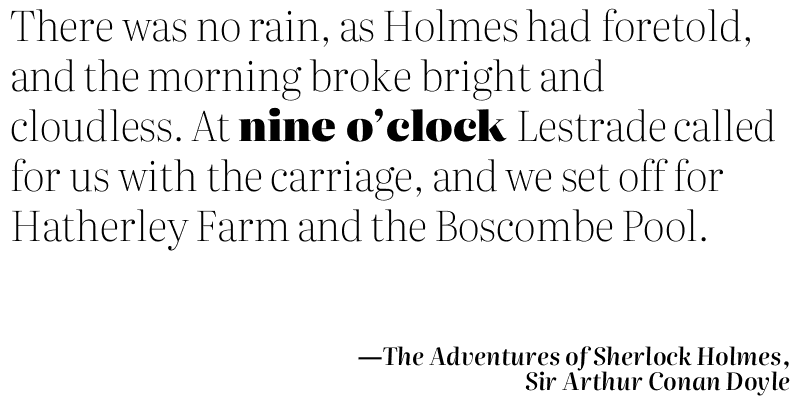 There was no rain, as Holmes had foretold,
and the morning broke bright and
cloudless. At nine o’clock Lestrade called
for us with the carriage, and we set off for
Hatherley Farm and the Boscombe Pool.
—The Adventures of Sherlock Holmes,
Sir Arthur Conan Doyle